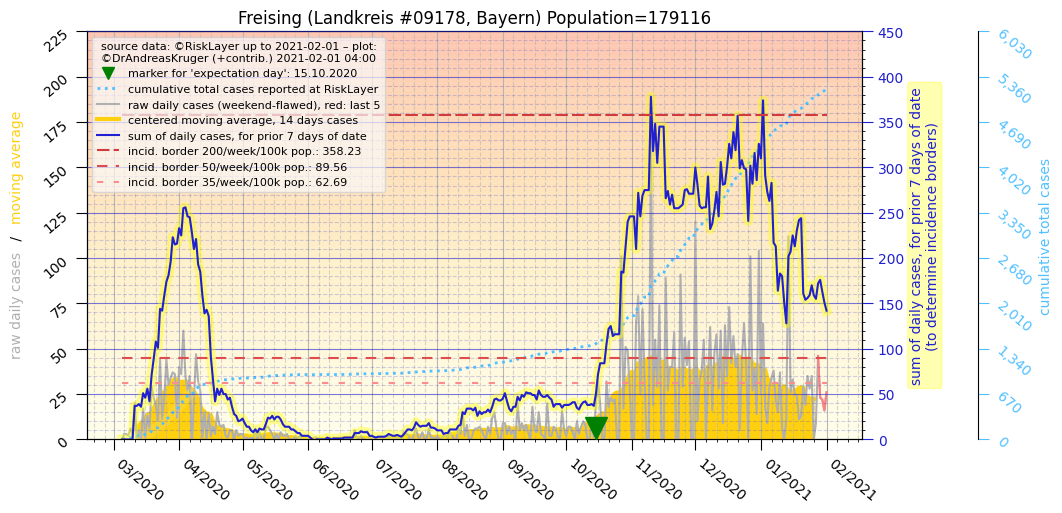 Freising (Landkreis #09178, Bayern) Population=179116
source data: ©RiskLayer up to 2021-02-01 – plot:
©DrAndreasKruger (+contrib.) 2021-02-01 04:00
marker for 'expectation day': 15.10.2020
cumulative total cases reported at RiskLayer
raw daily cases (weekend-flawed), red: last 5
centered moving average, 14 days cases
sum of daily cases, for prior 7 days of date
incid. border 200/week/100k pop.: 358.23
incid. border 50/week/100k pop.: 89.56
incid. border 35/week/100k pop.: 62.69
raw daily cases / moving average
225
200
175
150
125
100
75
50
25
0
03/2020
04/2020
05/2020
06/2020
07/2020
08/2020
09/2020
10/2020
11/2020
12/2020
01/2021
02/2021
450
400
350
300
250
200
150
100
50
0
sum of daily cases, for prior 7 days of date
(to determine incidence borders)
6,030
5,360
4,690
4,020
3,350
2,680
2,010
1,340
670
0
cumulative total cases